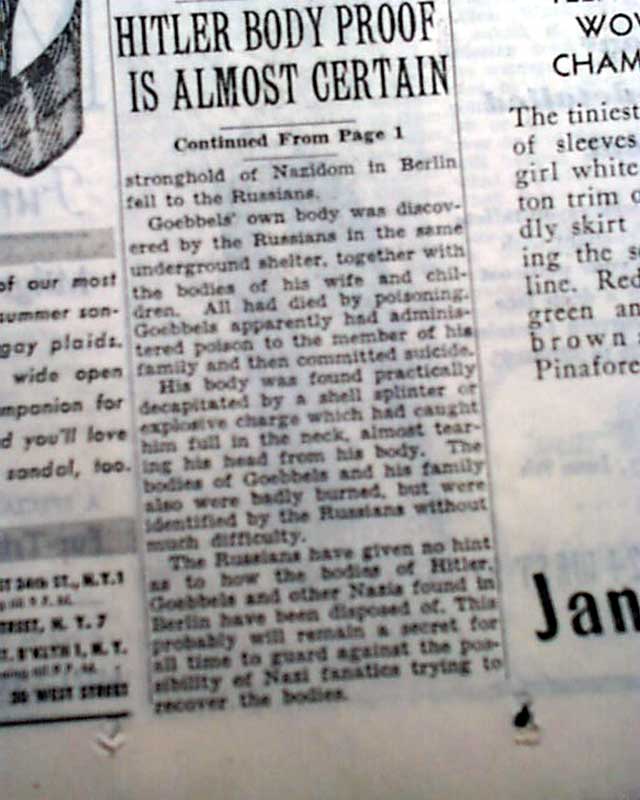 HITLER BODY PROOF
IS ALMOST CERTAIN
Continued From Page 1
stronghold of Nazidom in Berlin
fell to the Russians.
Goebbels' own body was discov-
ered by the Russians in the same
underground shelter, together with
the bodies of his wife and chil-
dren. All had died by poisoning.
Goebbels apparently had adminis-
tered poison to the member of his
family and then committed suicide.
His body was found practically
decapitated by a shell splinter or
explosive charge which had caught
him full in the neck, almost tear-
ing his head from his body. The
bodies of Goebbels and his family
also were badly burned, but were
identified by the Russians without
much difficulty.
The Russians have given no hint
as to how the bodies of Hitler,
Goebbels and other Nazis found in
Berlin have been disposed of. This
probably will remain a secret for
all time to guard against the pos-
sibility of Nazi fanatics trying to
recover the bodies.
of our most
summer san-
gay plaids.
wide open
mpanion for
d you'll love
sandal, too.
ST 34th ST., N.Y.1
STREET, N. Y. 7
N. Y.
36 WEST STREET
WO
CHAM
The tiniest
of sleeves
girl white
ton trim o
dly skirt
ing the s
line. Red
green an
brown a
Pinafore
Jan